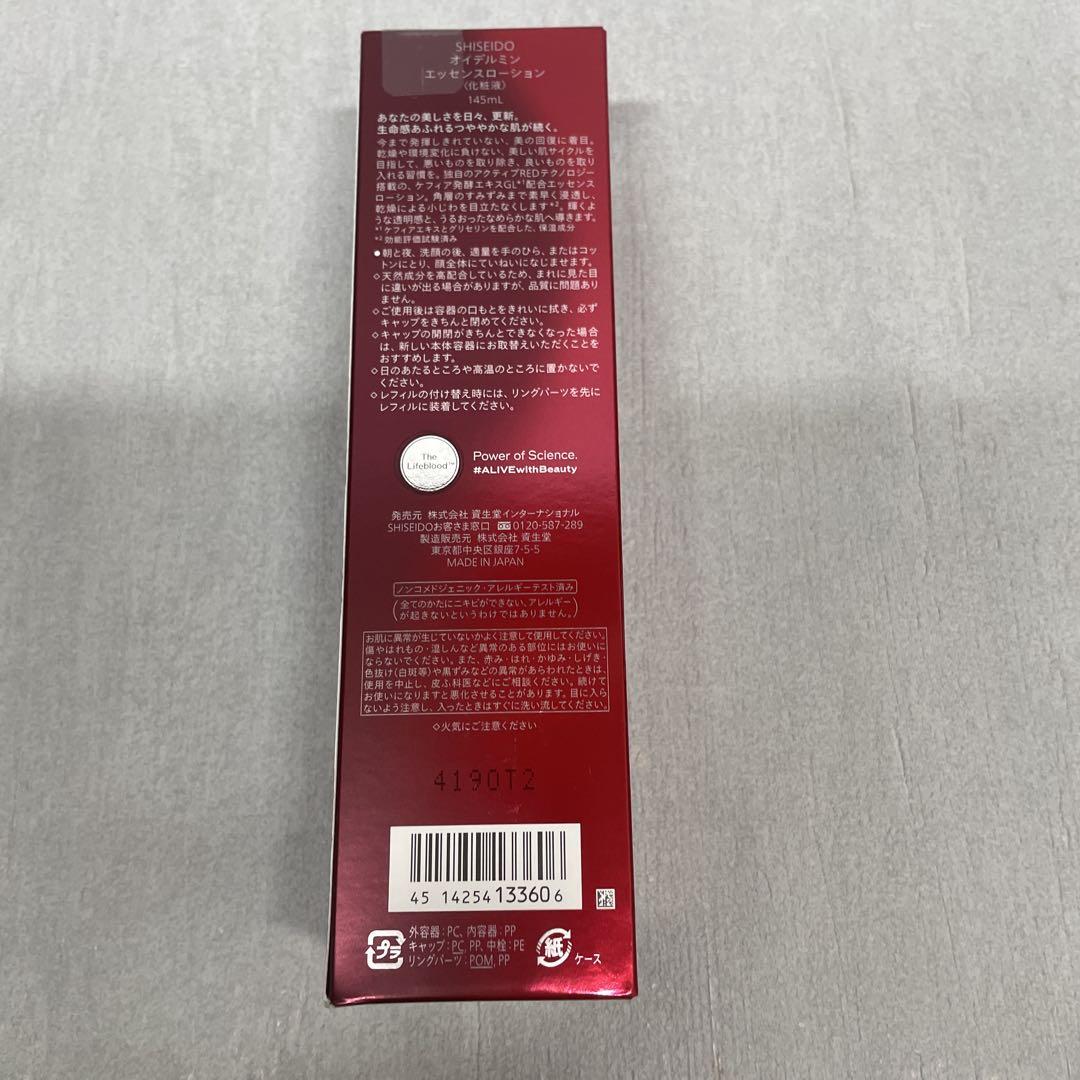 SHISEIDO
オイデルミン
エッセンスローション
〈化粧液〉
145mL
あなたの美しさを日々、更新。
生命感あふれるつややかな肌が続く。
今まで発揮しきれていない、美の回復に着目。
乾燥や環境変化に負けない、美しい肌サイクルを
目指して、悪いものを取り除き、良いものを取り
入れる習慣を。独自のアクティブREDテクノロジー
搭載の、ケフィア発酵エキスGL*1配合エッセンス
ローション。角層のすみずみまで素早く浸透し、
乾燥による小じわを目立たなくします*2。輝くよ
うな透明感と、うるおったなめらかな肌へ導きます。
*1 ケフィアエキスとグリセリンを配合した、保湿成分
*2 効能評価試験済み
●朝と夜、洗顔の後、適量を手のひら、またはコッ
トンにとり、顔全体にていねいになじませます。
◇天然成分を高配合しているため、まれに見た目
に違いが出る場合がありますが、品質に問題あり
ません。
◇ご使用後は容器の口もとをきれいに拭き、必ず
キャップをきちんと閉めてください。
◇キャップの開閉がきちんとできなくなった場合
は、新しい本体容器にお取替えいただくことを
おすすめします。
◇日のあたるところや高温のところに置かないで
ください。
◇レフィルの付け替え時には、リングパーツを先に
レフィルに装着してください。
The
Lifeblood™
Power of Science.
#ALIVEwithBeauty
発売元 株式会社 資生堂インターナショナル
SHISEIDOお客さま窓口 0120-587-289
製造販売元 株式会社 資生堂
東京都中央区銀座7-5-5
MADE IN JAPAN
ノンコメドジェニック・アレルギーテスト済み
(全てのかたにニキビができない、アレルギー
が起きないというわけではありません。)
お肌に異常が生じていないかよく注意して使用してください。
傷やはれもの・湿しんなど異常のある部位にはお使いに
ならないでください。また、赤み・はれ・かゆみ・しげき・
色抜け(白斑等)や黒ずみなどの異常があらわれたときは、
使用を中止し、皮ふ科医などにご相談ください。続けて
お使いになりますと悪化させることがあります。目に入ら
ないよう注意し、入ったときはすぐに洗い流してください。
◇火気にご注意ください
4190T2
45 14254 13360 6
プラ
外容器:PC、内容器:PP
キャップ:PC, PP, 中栓:PE
リングパーツ:POM, PP
紙
ケース